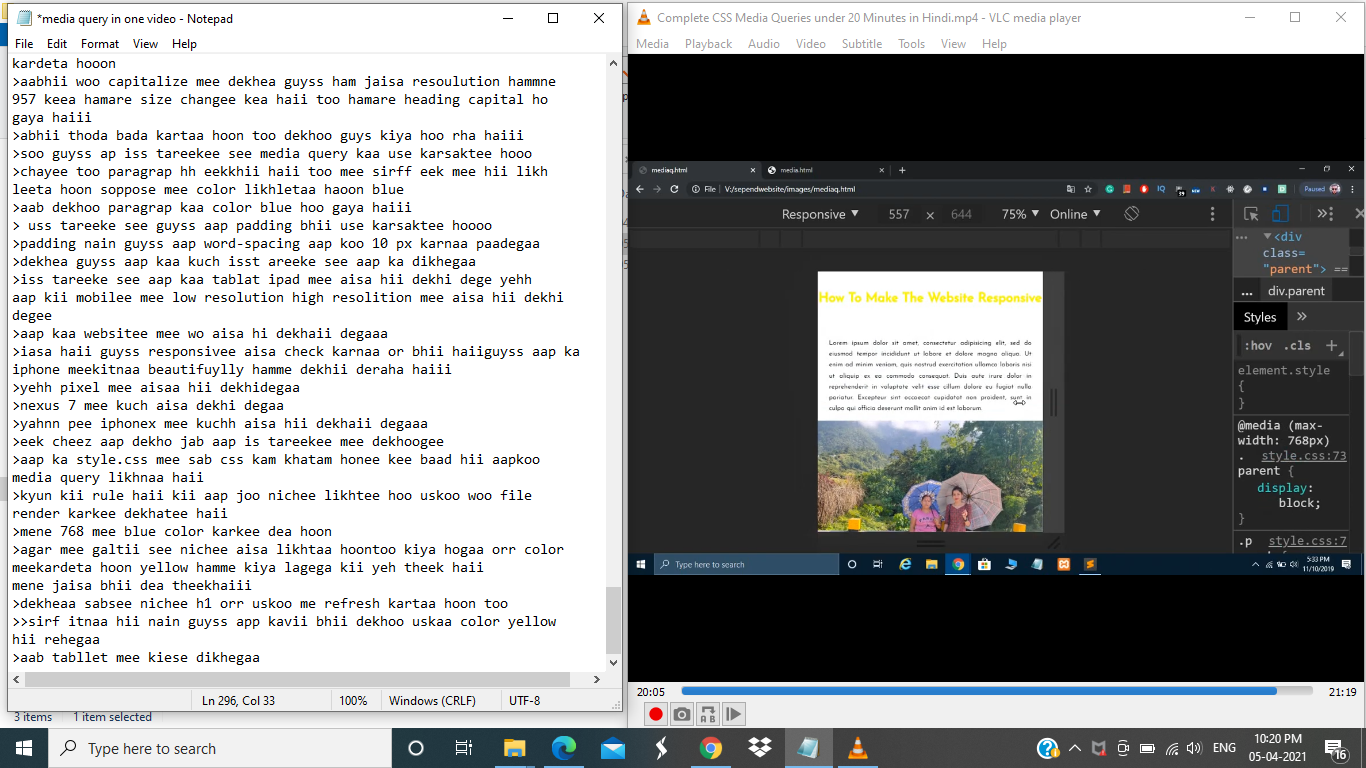 *media query in one video - Notepad
File Edit Format View Help
kardeta hooon
>aabhii woo capitalize mee dekhea guyss ham jaisa resoulution hammne
957 keea hamare size changee kea haii too hamare heading capital ho
gaya haiii
>abhii thoda bada kartaa hoon too dekhoo guys kiya hoo rha haiii
>soo guyss ap iss tareekee see media query kaa use karsaktee hooo
>chayee too paragrap hh eekkhii haii too mee sirff eek mee hii likh
leeta hoon soppose mee color likhletaa haoon blue
>aab dekhoo paragrap kaa color blue hoo gaya haiii
> uss tareeke see guyss aap padding bhii use karsaktee hoooo
>padding nain guyss aap word-spacing aap koo 10 px karnaa paadegaa
>dekhea guyss aap kaa kuch isst areeke see aap ka dikhegaa
>iss tareeke see aap kaa tablat ipad mee aisa hii dekhi dege yehh
aap kii mobilee mee low resolution high resolition mee aisa hii dekhi
degee
>aap kaa websitee mee wo aisa hi dekhaii degaaa
>iasa haii guyss responsivee aisa check karnaa or bhii haiiguyss aap ka
iphone meekitnaa beautifuylly hamme dekhii deraha haiii
>yehh pixel mee aisaa hii dekhidegaa
>nexus 7 mee kuch aisa dekhi degaa
>yahnn pee iphonex mee kuchh aisa hii dekhaii degaaa
>eek cheez aap dekho jab aap is tareekee mee dekhoogee
>aap ka style.css mee sab css kam khatam honee kee baad hii aapkoo
media query likhnaa haii
>kyun kii rule haii kii aap joo nichee likhtee hoo uskoo woo file
render karkee dekhatee haii
>mene 768 mee blue color karkee dea hoon
>agar mee galtii see nichee aisa likhtaa hoontoo kiya hogaa orr color
meekardeta hoon yellow hamme kiya lagega kii yeh theek haii
mene jaisa bhii dea theekhaiii
>dekheaa sabsee nichee h1 orr uskoo me refresh kartaa hoon too
>>sirf itnaa hii nain guyss app kavii bhii dekhoo uskaa color yellow
hii rehegaa
>aab tabllet mee kiese dikhegaa
Ln 296, Col 33 100% Windows (CRLF) UTF-8
3 items 1 item selected
Complete CSS Media Queries under 20 Minutes in Hindi.mp4 - VLC media player
Media Playback Audio Video Subtitle Tools View Help
mediaq.html media.html
File V:/sependwebsite/images/mediaq.html Paused
Responsive 557 × 644 75% Online
How To Make The Website Responsive
Lorem ipsum dolor sit amet, consectetur adipisicing elit, sed do
eiusmod tempor incididunt ut labore et dolore magna aliqua. Ut
enim ad minim veniam, quis nostrud exercitation ullamco laboris nisi
ut aliquip ex ea commodo consequat. Duis aute irure dolor in
reprehenderit in voluptate velit esse cillum dolore eu fugiat nulla
pariatur. Excepteur sint occaecat cupidatat non proident, sunt in
culpa qui officia deserunt mollit anim id est laborum.
<div
class=
"parent"> ==
... div.parent
Styles
:hov .cls +
element.style
{
}
@media (max-
width: 768px)
. style.css:73
parent {
display:
block;
}
.p style.css:7
Type here to search
5:33 PM
11/10/2019
20:05 21:19
Type here to search
ENG
10:20 PM
05-04-2021
16